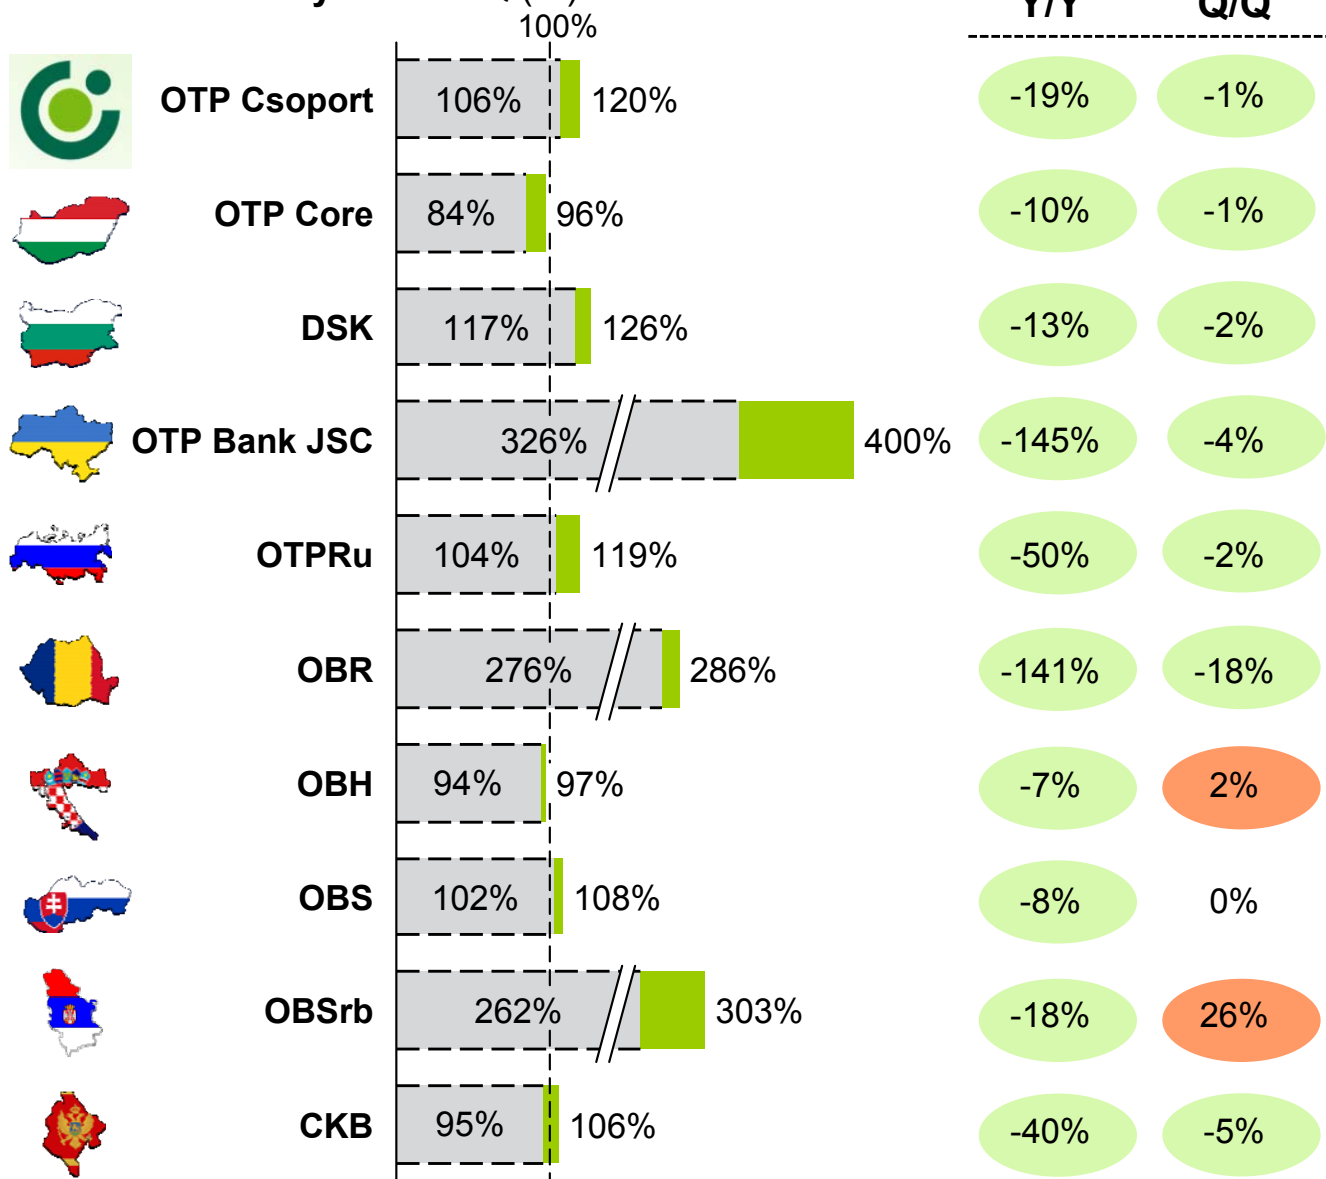 Y/Y Q/Q
100%
OTP Csoport 106% 120% -19% -1%
OTP Core 84% 96% -10% -1%
DSK 117% 126% -13% -2%
OTP Bank JSC 326% 400% -145% -4%
OTPRu 104% 119% -50% -2%
OBR 276% 286% -141% -18%
OBH 94% 97% -7% 2%
OBS 102% 108% -8% 0%
OBSrb 262% 303% -18% 26%
CKB 95% 106% -40% -5%